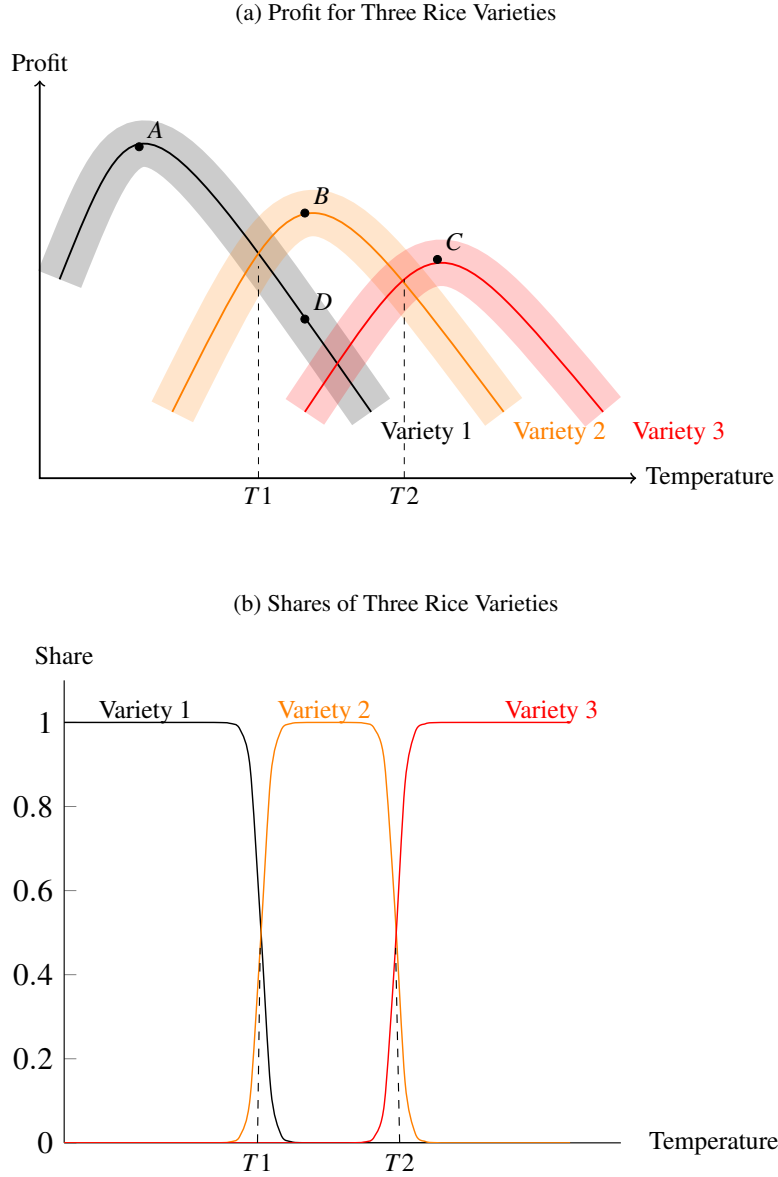 (a) Profit for Three Rice Varieties
Profit
A
B
C
D
Variety 1
Variety 2
Variety 3
Temperature
T1
T2
(b) Shares of Three Rice Varieties
Share
Variety 1
Variety 2
Variety 3
1
0.8
0.6
0.4
0.2
0
Temperature
T1
T2